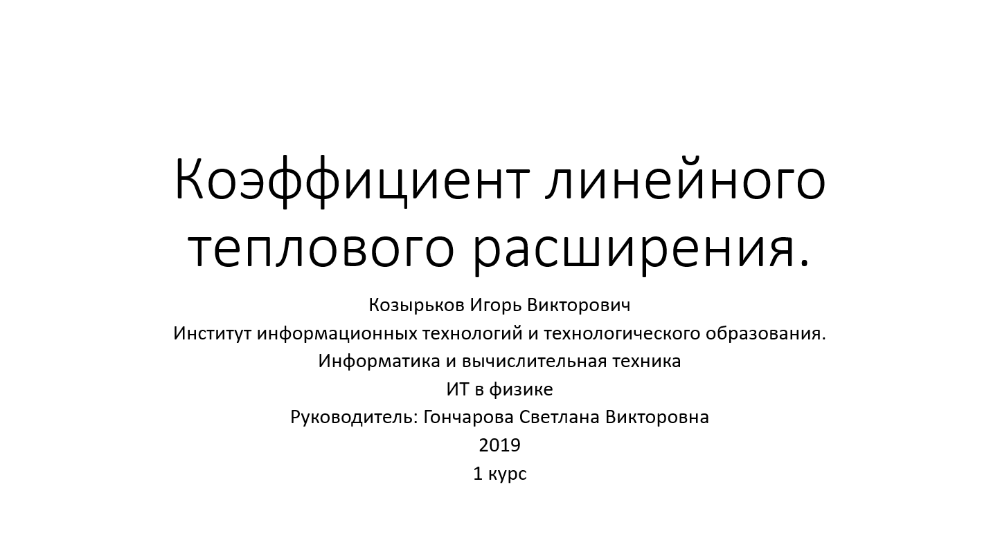 Коэффициент линейного
теплового расширения.
Козырьков Игорь Викторович
Институт информационных технологий и технологического образования.
Информатика и вычислительная техника
ИТ в физике
Руководитель: Гончарова Светлана Викторовна
2019
1 курс